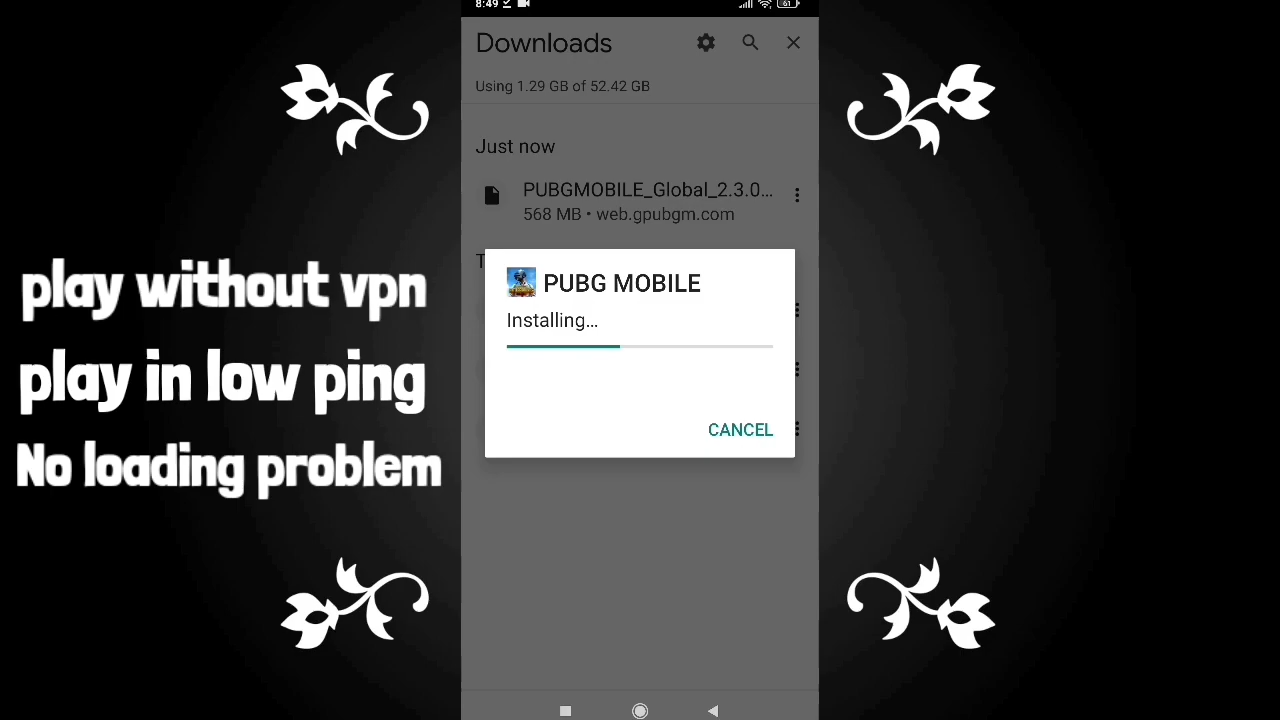 8:49
61
Downloads
Using 1.29 GB of 52.42 GB
Just now
PUBGMOBILE_Global_2.3.0...
568 MB • web.gpubgm.com
T
PUBG MOBILE
Installing...
CANCEL
play without vpn
play in low ping
No loading problem